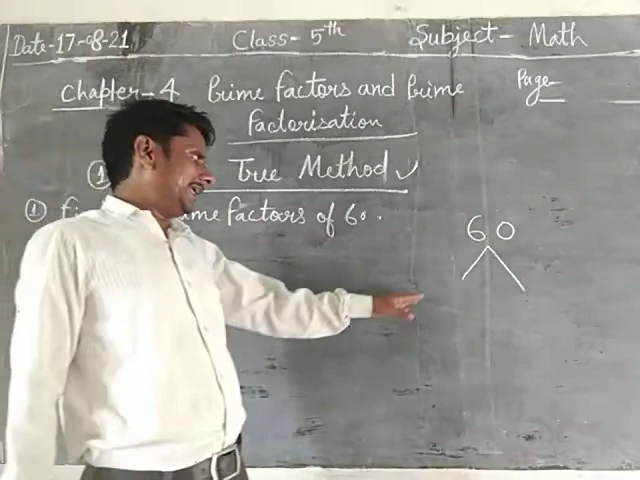 Date-17-08-21 Class- 5th Subject- Math
Chapter-4 Prime factors and Prime Page-
Factorisation
① Tree Method ✓
① factors of 60.
60